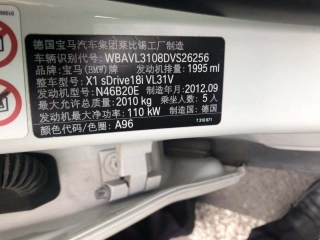 德国宝马汽车集团莱比锡工厂制造
车辆识别代号: WBAVL3108DVS26256
品牌: 宝马(BMW)牌 发动机排量: 1995 ml
型号: X1 sDrive18i VL31V
发动机型号: N46B20E 制造年月: 2012.09
最大允许总质量: 2010 kg 乘坐人数: 5 人
发动机最大净功率: 110 kW 制造国: 德国
颜色代码/色圈: A96
7 310 871